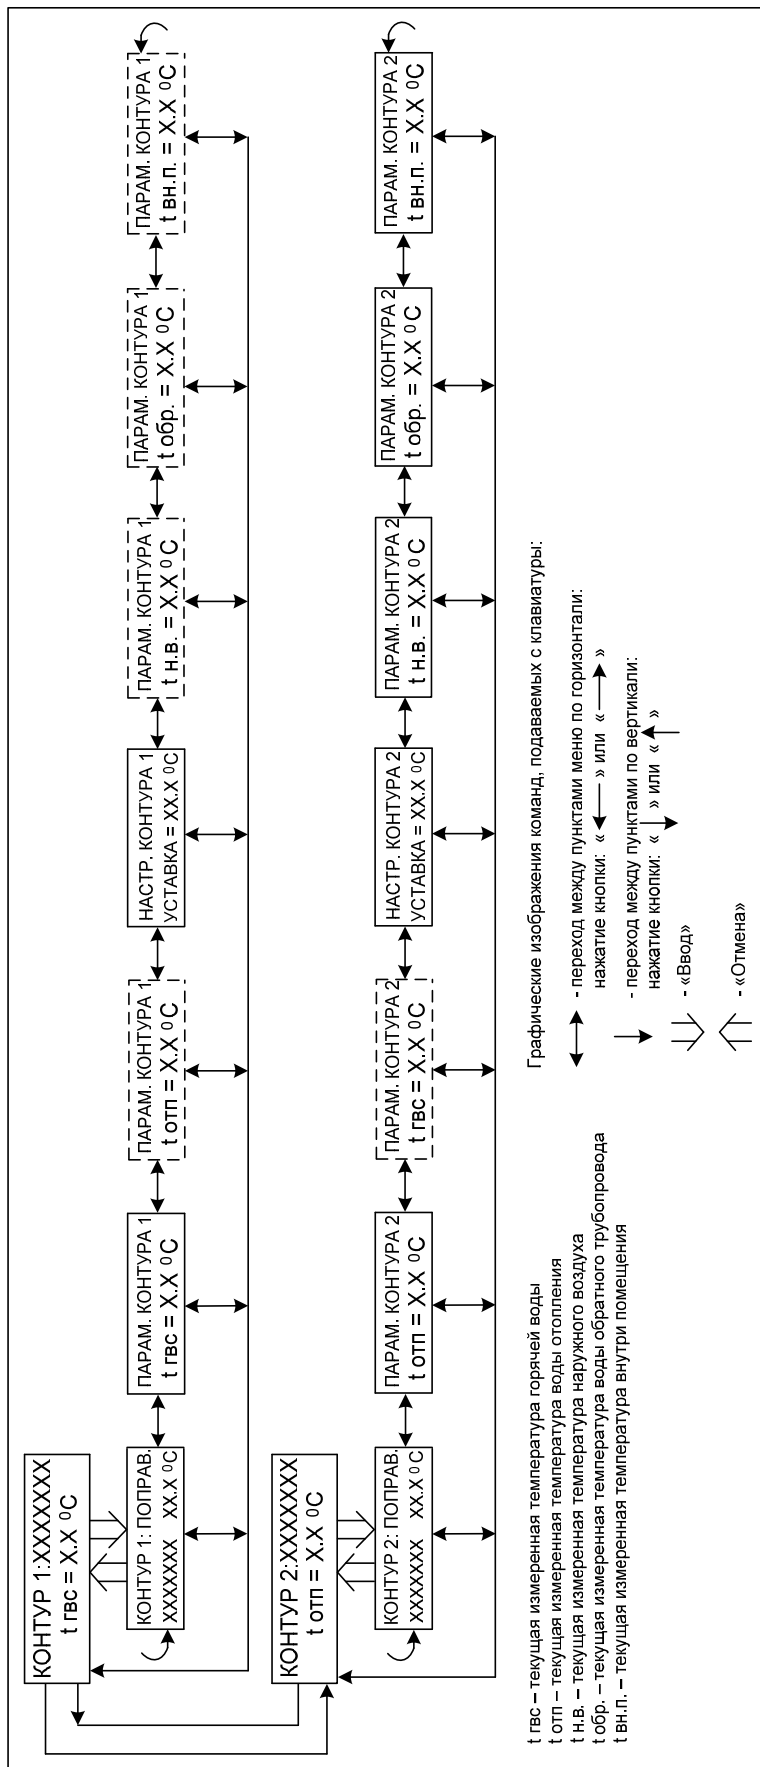 КОНТУР 1:XXXXXXXX
t гвс = X.X ⁰C
КОНТУР 1: ПОПРАВ.
XXXXXXX XX.X ⁰C
ПАРАМ. КОНТУРА 1
t гвс = X.X ⁰C
ПАРАМ. КОНТУРА 1
t отп = X.X ⁰C
НАСТР. КОНТУРА 1
УСТАВКА = XX.X ⁰C
ПАРАМ. КОНТУРА 1
t н.в. = X.X ⁰C
ПАРАМ. КОНТУРА 1
t обр. = X.X ⁰C
ПАРАМ. КОНТУРА 1
t вн.п. = X.X ⁰C
КОНТУР 2:XXXXXXXX
t отп = X.X ⁰C
КОНТУР 2: ПОПРАВ.
XXXXXXX XX.X ⁰C
ПАРАМ. КОНТУРА 2
t отп = X.X ⁰C
ПАРАМ. КОНТУРА 2
t гвс = X.X ⁰C
НАСТР. КОНТУРА 2
УСТАВКА = XX.X ⁰C
ПАРАМ. КОНТУРА 2
t н.в. = X.X ⁰C
ПАРАМ. КОНТУРА 2
t обр. = X.X ⁰C
ПАРАМ. КОНТУРА 2
t вн.п. = X.X ⁰C
t гвс – текущая измеренная температура горячей воды
t отп – текущая измеренная температура воды отопления
t н.в. – текущая измеренная температура наружного воздуха
t обр. – текущая измеренная температура воды обратного трубопровода
t вн.п. – текущая измеренная температура внутри помещения
Графические изображения команд, подаваемых с клавиатуры:
- переход между пунктами меню по горизонтали:
нажатие кнопки: « ← » или « → »
- переход между пунктами по вертикали:
нажатие кнопки: « ↓ » или « ↑ »
- «Ввод»
- «Отмена»